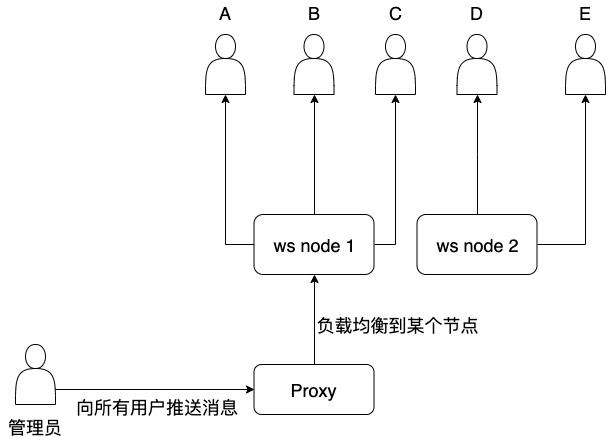 A
B
C
D
E
ws node 1
ws node 2
负载均衡到某个节点
Proxy
向所有用户推送消息
管理员